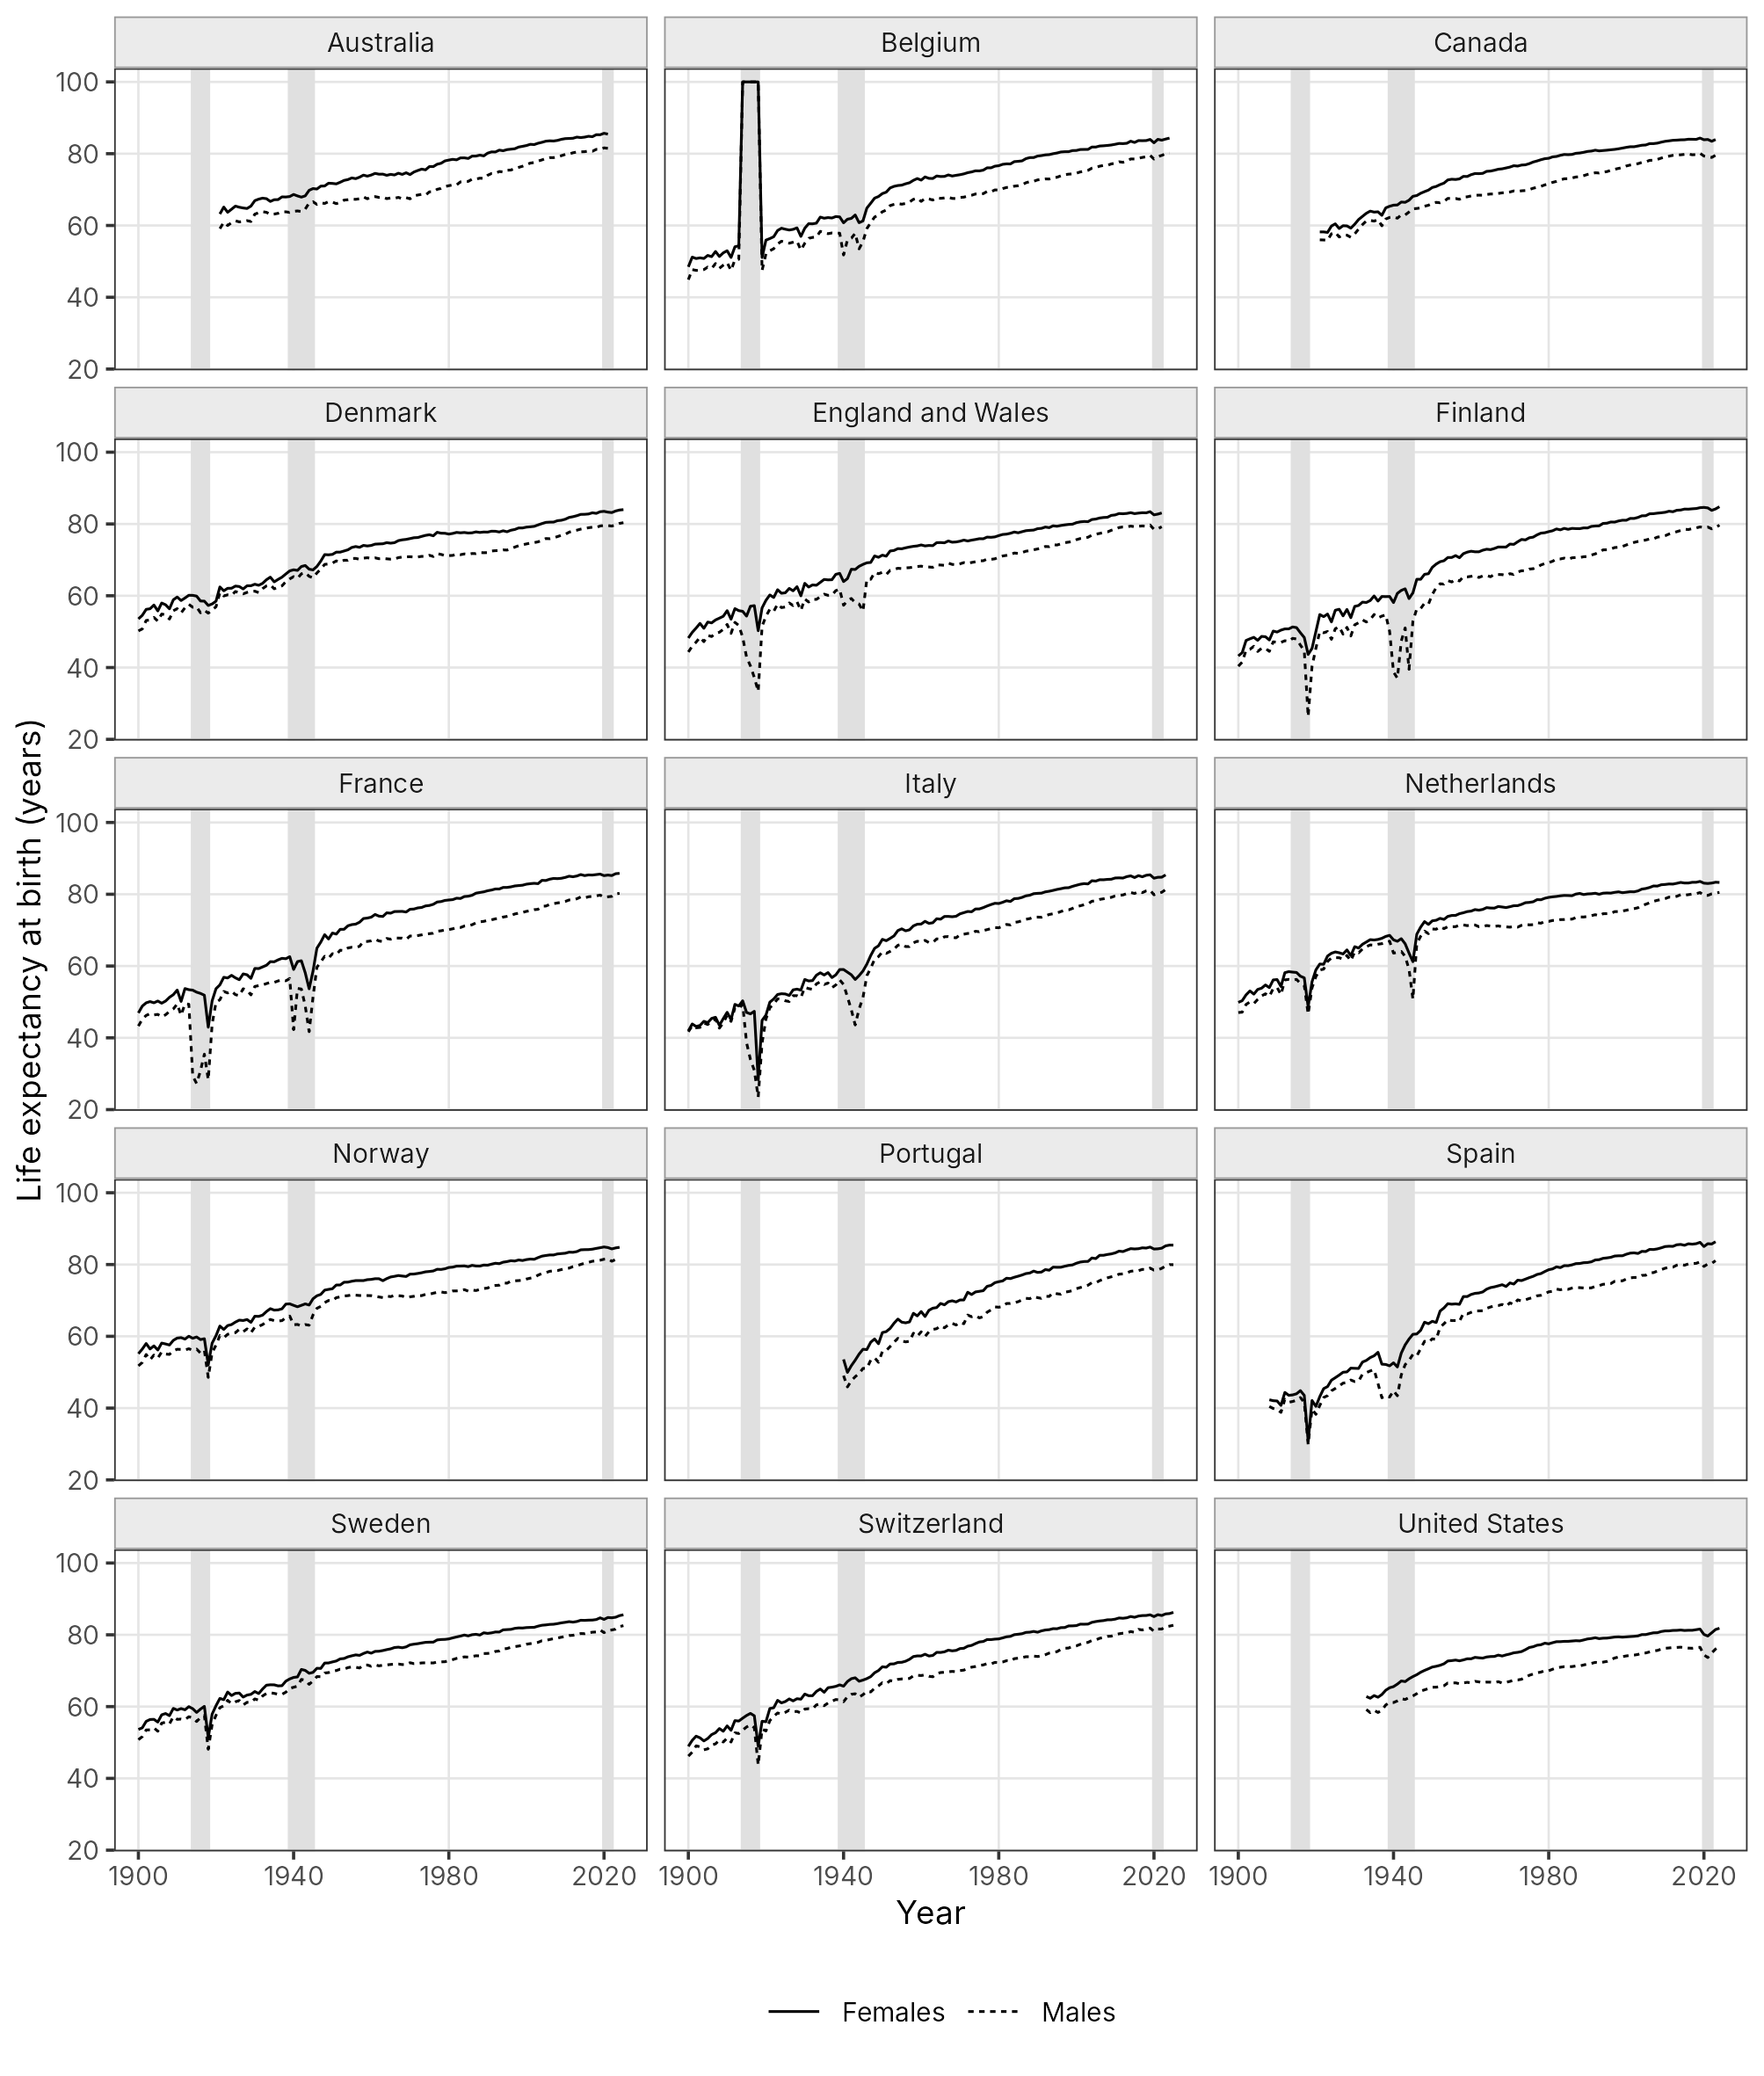 Australia
Belgium
Canada
100
80
60
40
20
Denmark
England and Wales
Finland
100
80
60
40
20
France
Italy
Netherlands
100
80
60
40
20
Norway
Portugal
Spain
100
80
60
40
20
Sweden
Switzerland
United States
100
80
60
40
20
1900 1940 1980 2020
1900 1940 1980 2020
1900 1940 1980 2020
Life expectancy at birth (years)
Year
Females
Males